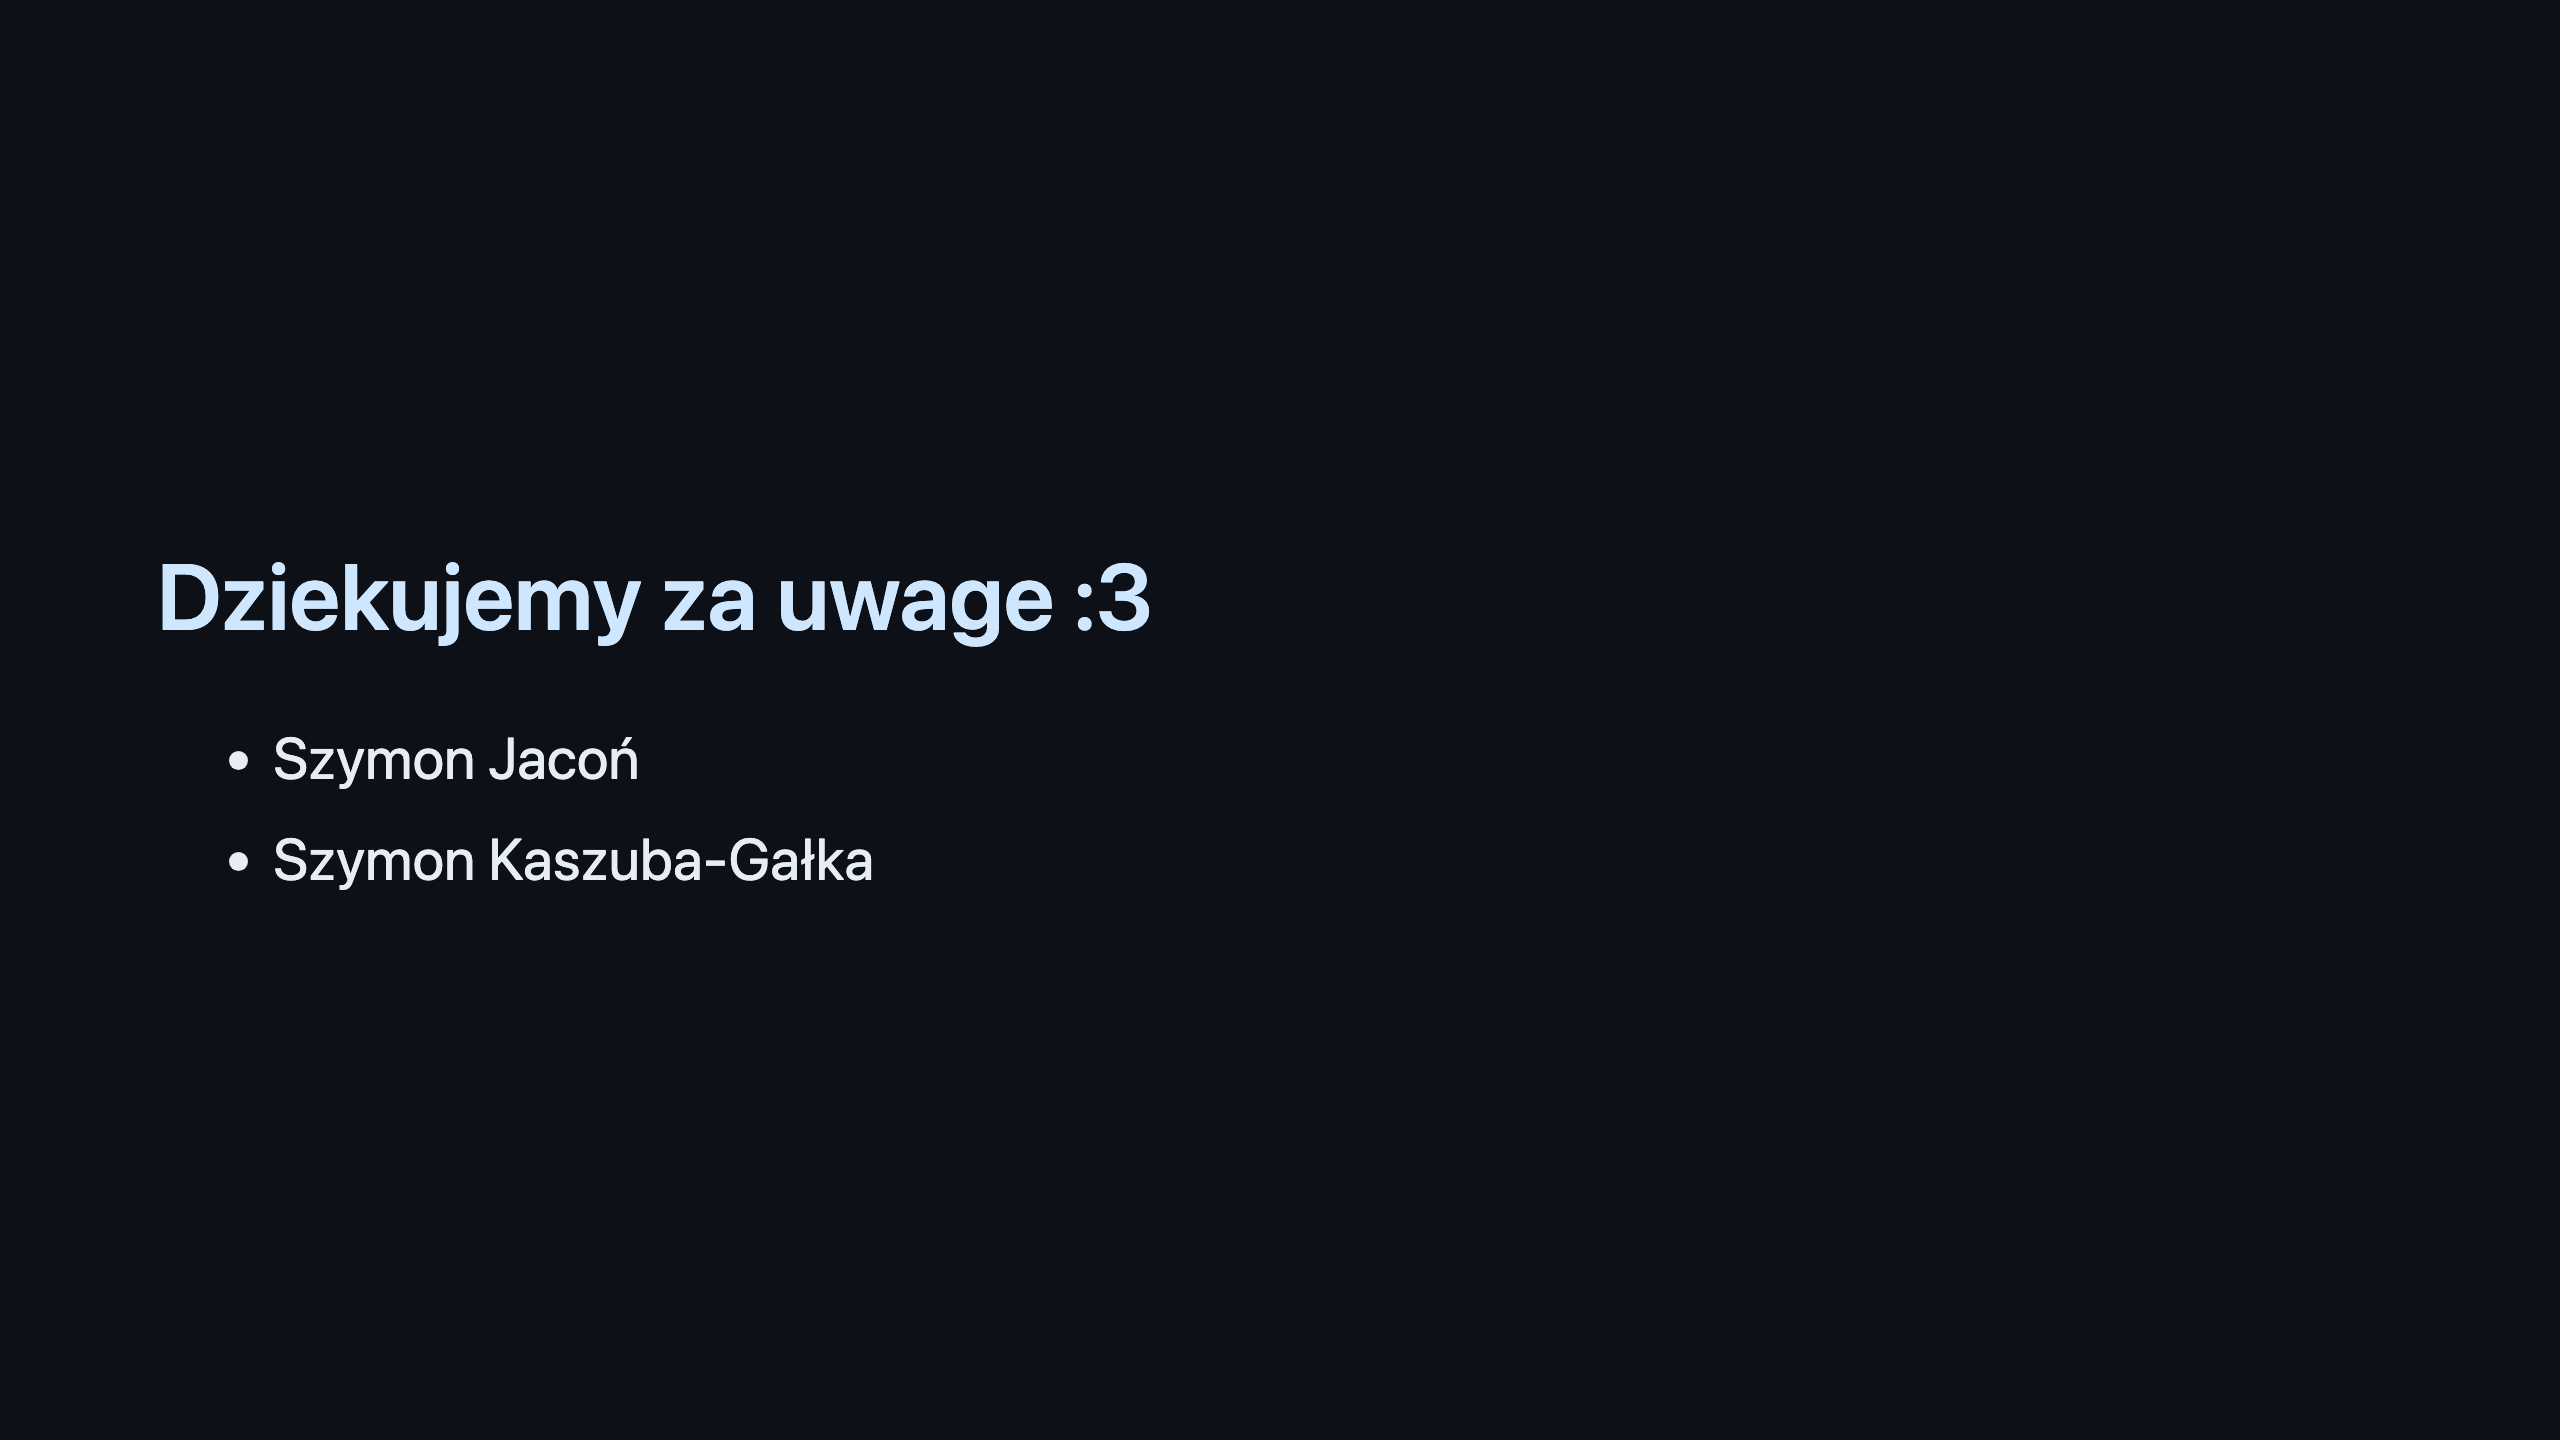 Dziekujemy za uwage :3
• Szymon Jacoń
• Szymon Kaszuba-Gałka